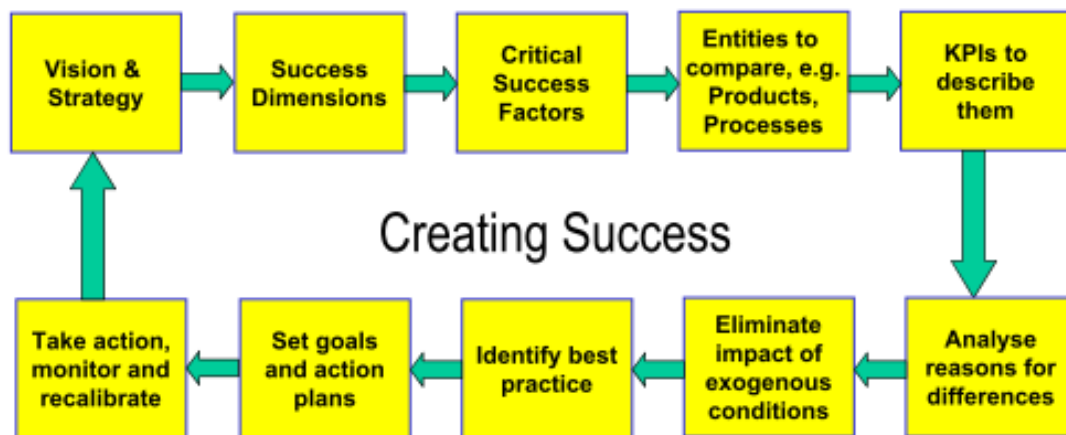 Vision &
Strategy
Success
Dimensions
Critical
Success
Factors
Entities to
compare, e.g.
Products,
Processes
KPIs to
describe
them
Creating Success
Take action,
monitor and
recalibrate
Set goals
and action
plans
Identify best
practice
Eliminate
impact of
exogenous
conditions
Analyse
reasons for
differences